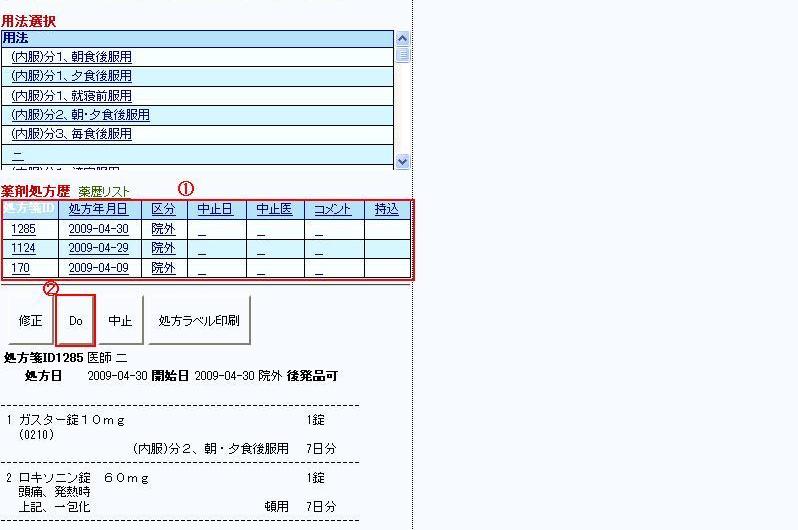 用法選択
用法
(内服)分１、朝食後服用
(内服)分１、夕食後服用
(内服)分１、就寝前服用
(内服)分２、朝・夕食後服用
(内服)分３、毎食後服用
二
薬剤処方歴 薬歴リスト ①
処方箋ID 処方年月日 区分 中止日 中止医 コメント 持込
1285 2009-04-30 院外 _ _ _
1124 2009-04-29 院外 _ _ _
170 2009-04-09 院外 _ _ _
②
修正 Do 中止 処方ラベル印刷
処方箋ID1285 医師 二
処方日 2009-04-30 開始日 2009-04-30 院外 後発品可
1 ガスター錠１０ｍｇ 1錠
(0210)
(内服)分２、朝・夕食後服用 7日分
2 ロキソニン錠　６０ｍｇ 1錠
頭痛、発熱時
上記、一包化 頓用 7日分